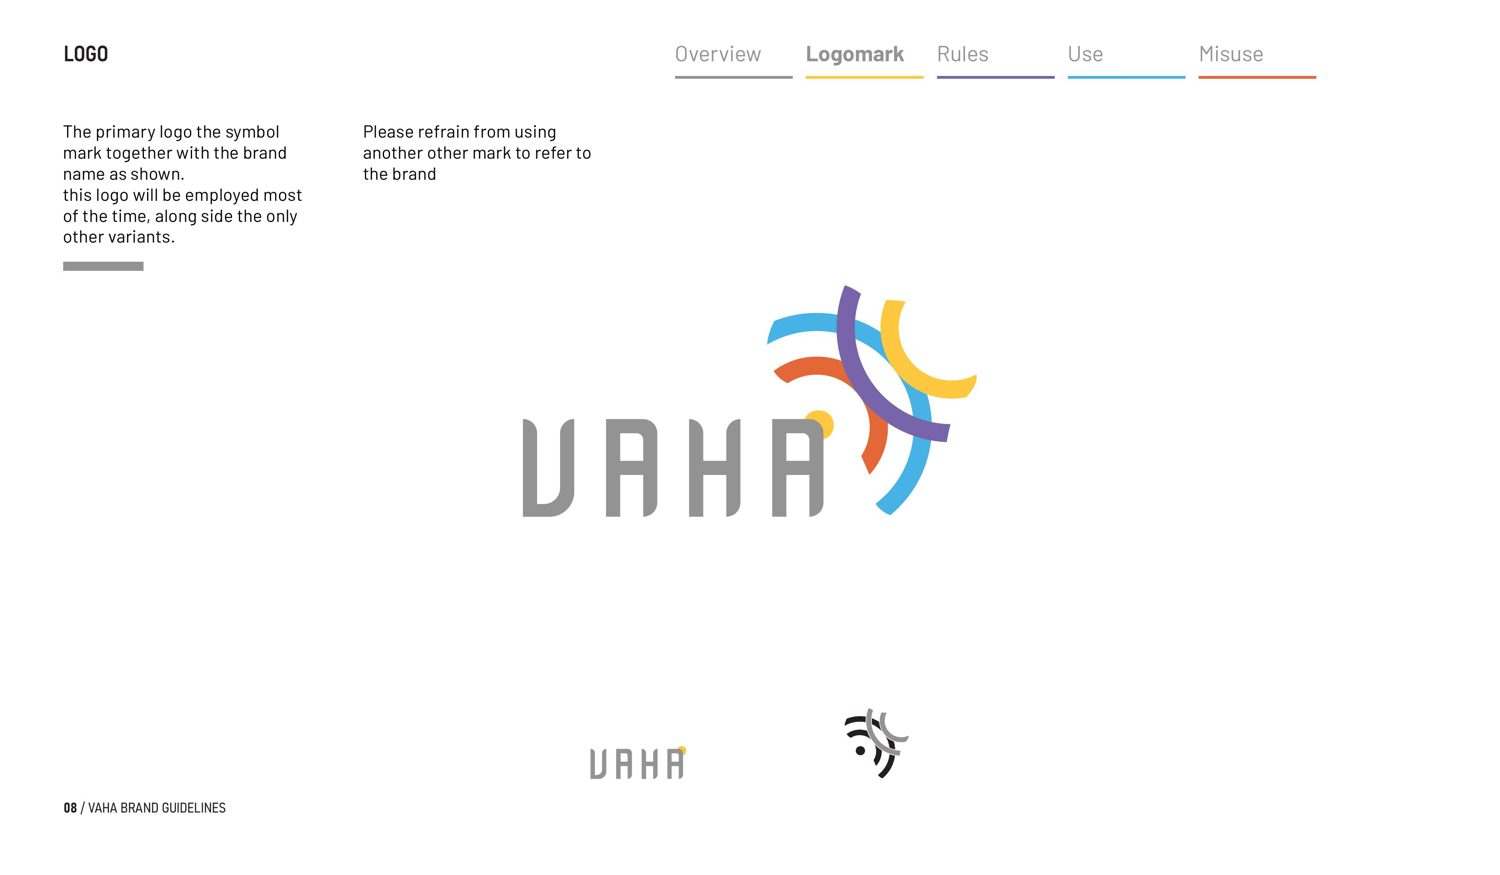 LOGO
Overview Logomark Rules Use Misuse
The primary logo the symbol
mark together with the brand
name as shown.
this logo will be employed most
of the time, along side the only
other variants.
Please refrain from using
another other mark to refer to
the brand
VAHA
VAHA
08 / VAHA BRAND GUIDELINES